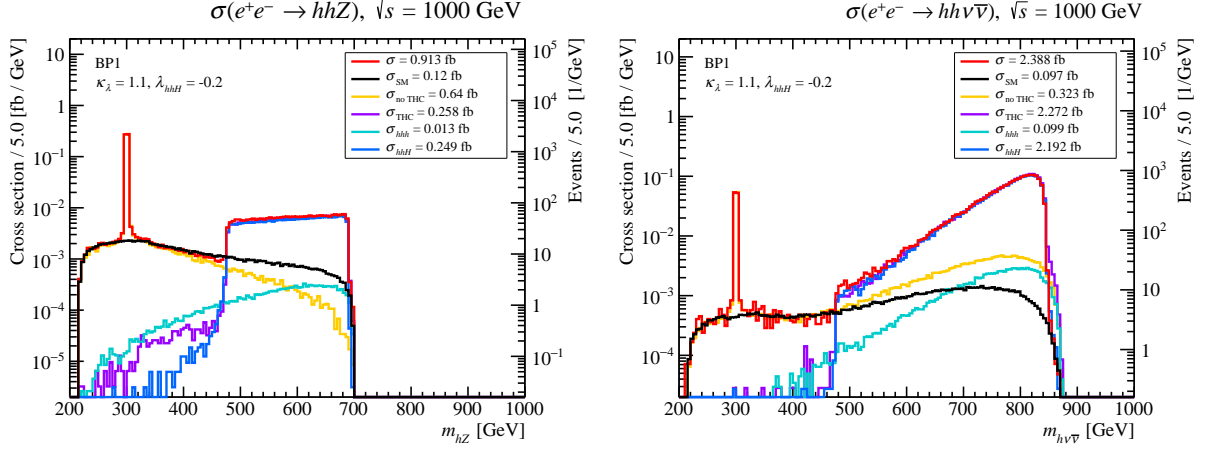 σ(e⁺e⁻ → hhZ), √s = 1000 GeV
Cross section / 5.0 [fb / GeV]
10
1
10⁻¹
10⁻²
10⁻³
10⁻⁴
10⁻⁵
BP1
κ_λ = 1.1, λ_hhH = -0.2
σ = 0.913 fb
σ_SM = 0.12 fb
σ_no THC = 0.64 fb
σ_THC = 0.258 fb
σ_hhh = 0.013 fb
σ_hhH = 0.249 fb
10⁵
10⁴
10³
10²
10
1
10⁻¹
Events / 5.0 [1/GeV]
200 300 400 500 600 700 800 900 1000
m_hZ [GeV]
σ(e⁺e⁻ → hhνν̅), √s = 1000 GeV
Cross section / 5.0 [fb / GeV]
10
1
10⁻¹
10⁻²
10⁻³
10⁻⁴
BP1
κ_λ = 1.1, λ_hhH = -0.2
σ = 2.388 fb
σ_SM = 0.097 fb
σ_no THC = 0.323 fb
σ_THC = 2.272 fb
σ_hhh = 0.099 fb
σ_hhH = 2.192 fb
10⁵
10⁴
10³
10²
10
1
Events / 5.0 [1/GeV]
200 300 400 500 600 700 800 900 1000
m_hνν̅ [GeV]